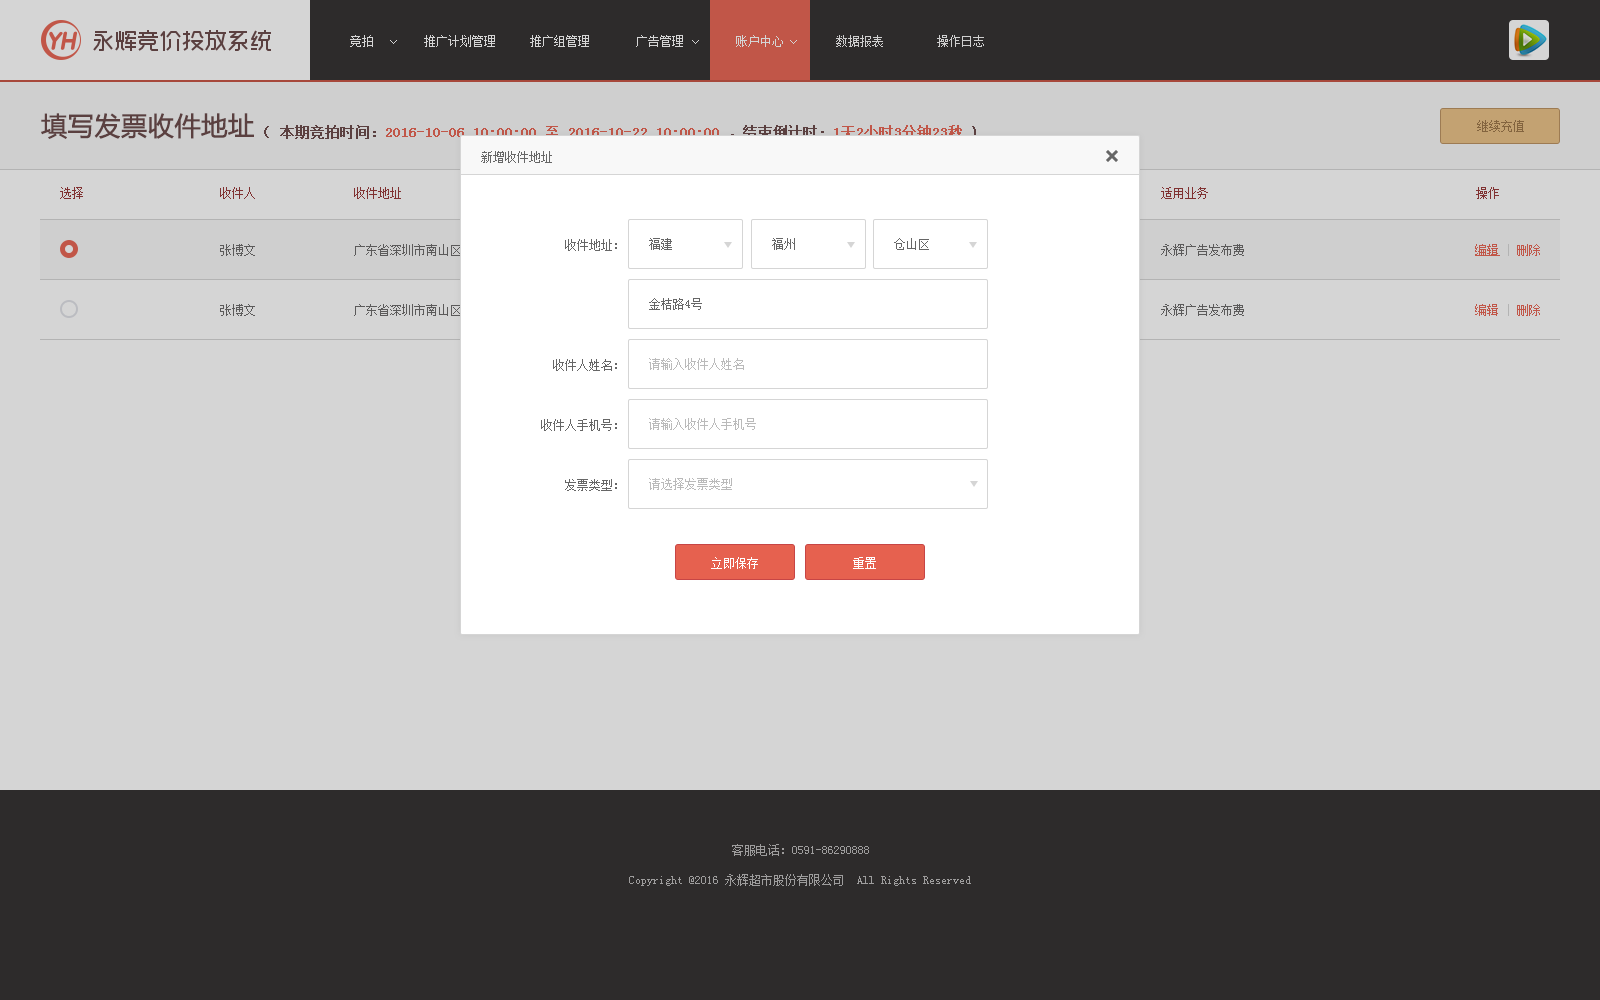 YH 永辉竞价投放系统 竞拍 推广计划管理 推广组管理 广告管理 账户中心 数据报表 操作日志
填写发票收件地址 ( 本期竞拍时间：2016-10-06 10:00:00 至 2016-10-22 10:00:00 ，结束倒计时：1天2小时3分钟23秒 ) 继续充值
新增收件地址
选择 收件人 收件地址 适用业务 操作
收件地址： 福建 福州 仓山区
张博文 广东省深圳市南山区 永辉广告发布费 编辑 | 删除
金桔路4号
张博文 广东省深圳市南山区 永辉广告发布费 编辑 | 删除
收件人姓名： 请输入收件人姓名
收件人手机号： 请输入收件人手机号
发票类型： 请选择发票类型
立即保存 重置
客服电话：0591-86290888
Copyright @2016 永辉超市股份有限公司 All Rights Reserved